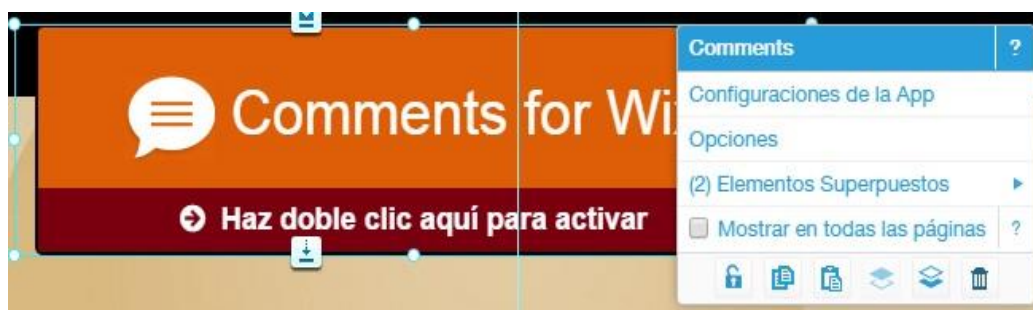 Comments for Wi
Haz doble clic aquí para activar
Comments ?
Configuraciones de la App
Opciones
(2) Elementos Superpuestos
Mostrar en todas las páginas ?